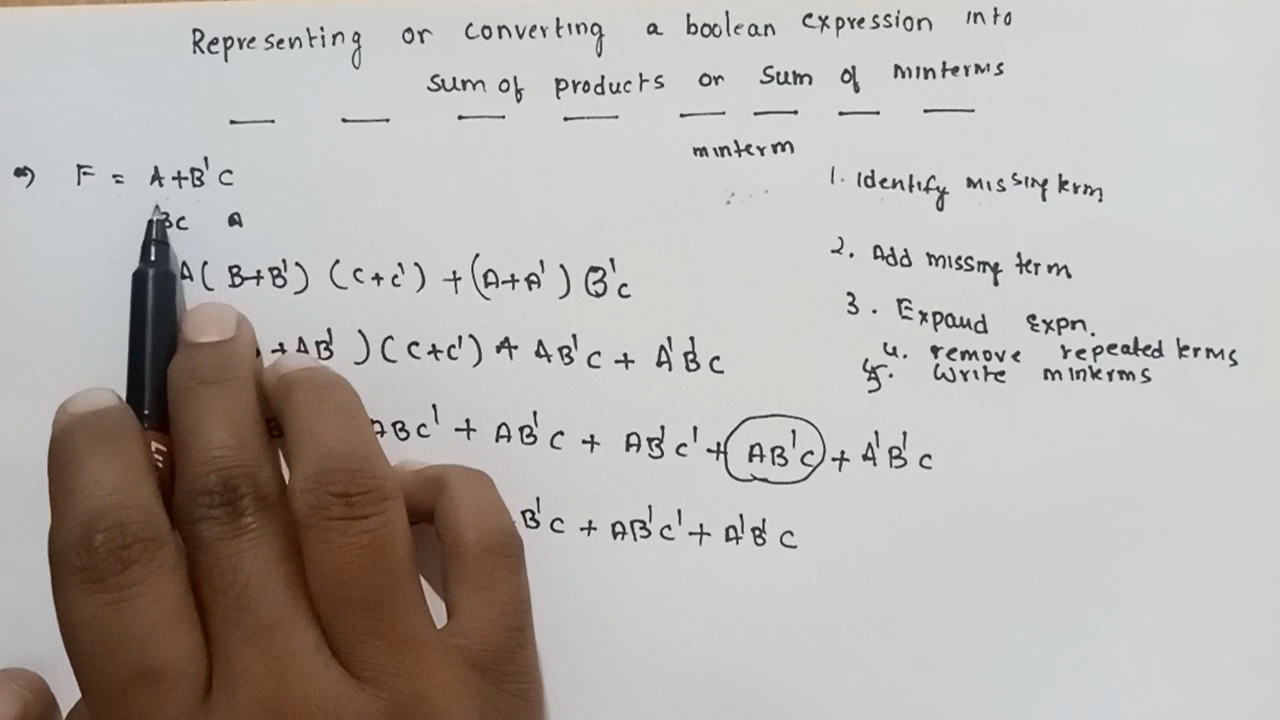 Representing or converting a boolean expression into
sum of products or sum of minterms
minterm
⇒ F = A+B'C
BC A
A(B+B')(C+C')+(A+A')B'C
+AB')(C+C')+ AB'C + A'B'C
ABC' + AB'C + AB'C' + AB'C + A'B'C
B'C + AB'C' + A'B'C
1. Identify missing term
2. Add missing term
3. Expand expn.
4. remove repeated terms
5. Write minterms